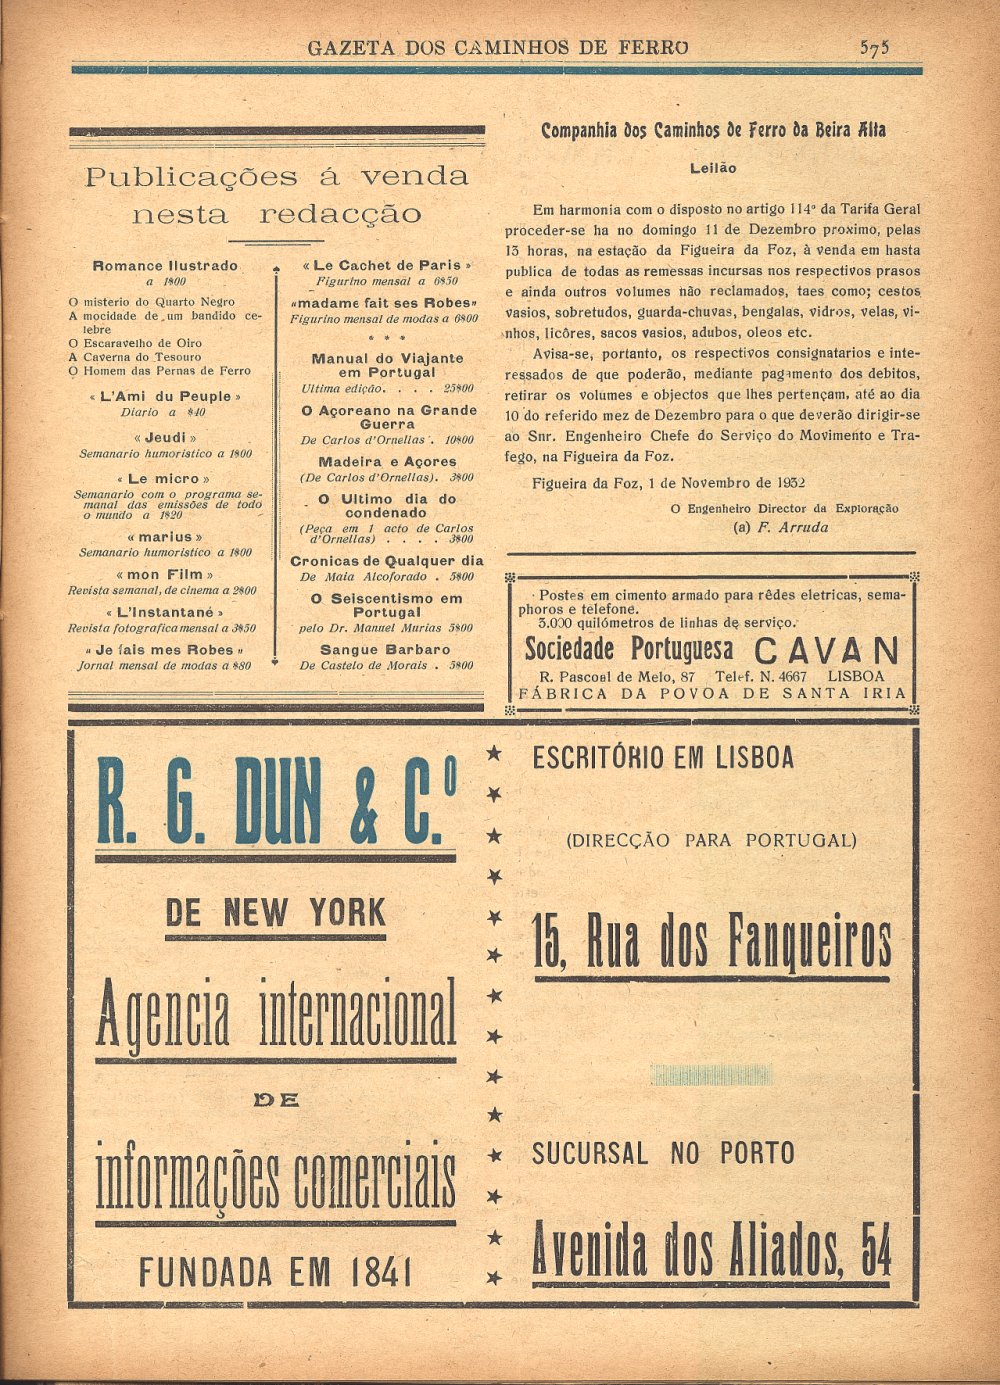 GAZETA DOS CAMINHOS DE FERRO 575
Publicações á venda
nesta redacção
Romance Ilustrado
a 1$00
O misterio do Quarto Negro
A mocidade de um bandido ce-
lebre
O Escaravelho de Oiro
A Caverna do Tesouro
O Homem das Pernas de Ferro
« L'Ami du Peuple »
Diario a $40
« Jeudi »
Semanario humoristico a 1$00
« Le micro »
Semanario com o programa se-
manal das emissões de todo
o mundo a 1$20
« marius »
Semanario humoristico a 1$00
« mon Film »
Revista semanal, de cinema a 2$00
« L'Instantané »
Revista fotografica mensal a 3$50
« Je fais mes Robes »
Jornal mensal de modas a $80
« Le Cachet de Paris »
Figurino mensal a 6$50
«madame fait ses Robes»
Figurino mensal de modas a 6$00
* * *
Manual do Viajante
em Portugal
Ultima edição. . . . 25$00
O Açoreano na Grande
Guerra
De Carlos d'Ornellas . 10$00
Madeira e Açores
(De Carlos d'Ornellas). 3$00
O Ultimo dia do
condenado
(Peça em 1 acto de Carlos
d'Ornellas) . . . . 3$00
Cronicas de Qualquer dia
De Maia Alcoforado . 5$00
O Seiscentismo em
Portugal
pelo Dr. Manuel Murias 5$00
Sangue Barbaro
De Castelo de Morais . 5$00
Companhia dos Caminhos de Ferro da Beira Alta
Leilão
Em harmonia com o disposto no artigo 114º da Tarifa Geral
proceder-se ha no domingo 11 de Dezembro proximo, pelas
13 horas, na estação da Figueira da Foz, à venda em hasta
publica de todas as remessas incursas nos respectivos prasos
e ainda outros volumes não reclamados, taes como; cestos
vasios, sobretudos, guarda-chuvas, bengalas, vidros, velas, vi-
nhos, licôres, sacos vasios, adubos, oleos etc.
Avisa-se, portanto, os respectivos consignatarios e inte-
ressados de que poderão, mediante pagamento dos debitos,
retirar os volumes e objectos que lhes pertençam, até ao dia
10 do referido mez de Dezembro para o que deverão dirigir-se
ao Snr. Engenheiro Chefe do Serviço do Movimento e Tra-
fego, na Figueira da Foz.
Figueira da Foz, 1 de Novembro de 1932
O Engenheiro Director da Exploração
(a) F. Arruda
Postes em cimento armado para rêdes eletricas, sema-
phoros e telefone.
3.000 quilómetros de linhas de serviço.
Sociedade Portuguesa CAVAN
R. Pascoal de Melo, 87 Telef. N. 4667 LISBOA
FÁBRICA DA POVOA DE SANTA IRIA
R. G. DUN & C.º
DE NEW YORK
Agencia internacional
DE
informações comerciais
FUNDADA EM 1841
ESCRITÓRIO EM LISBOA
(DIRECÇÃO PARA PORTUGAL)
15, Rua dos Fanqueiros
SUCURSAL NO PORTO
Avenida dos Aliados, 54